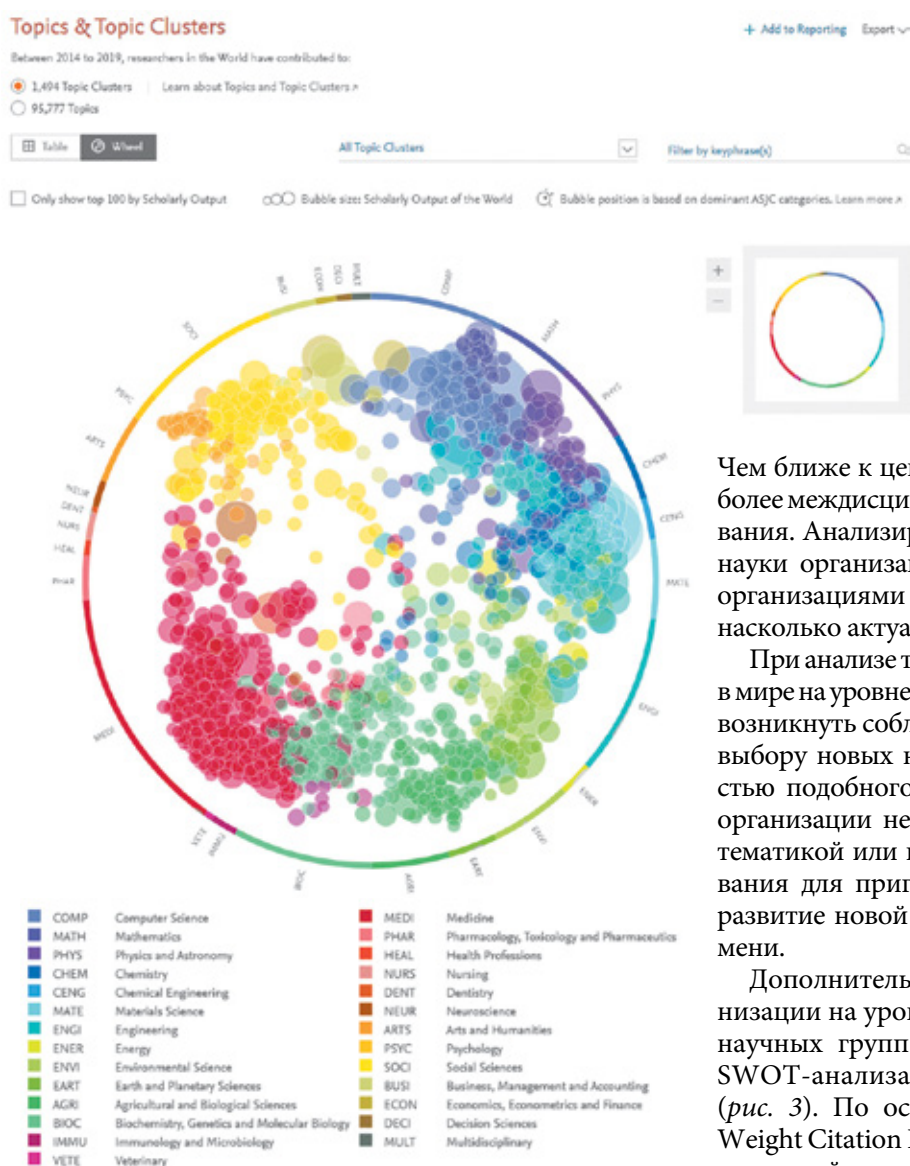 Topics & Topic Clusters
+ Add to Reporting Export
Between 2014 to 2019, researchers in the World have contributed to:
1,494 Topic Clusters Learn about Topics and Topic Clusters
95,777 Topics
Table Wheel
All Topic Clusters
Filter by keyphrase(s)
Only show top 100 by Scholarly Output
Bubble size: Scholarly Output of the World
Bubble position is based on dominant ASJC categories. Learn more
+
−
COMP
MATH
PHYS
CHEM
CENG
MATE
ENGI
ENER
ENVI
EART
AGRI
BIOC
IMMU
VETE
MEDI
PHAR
HEAL
NURS
DENT
NEUR
ARTS
PSYC
SOCI
BUSI
ECON
DECI
MULT
COMP Computer Science
MATH Mathematics
PHYS Physics and Astronomy
CHEM Chemistry
CENG Chemical Engineering
MATE Materials Science
ENGI Engineering
ENER Energy
ENVI Environmental Science
EART Earth and Planetary Sciences
AGRI Agricultural and Biological Sciences
BIOC Biochemistry, Genetics and Molecular Biology
IMMU Immunology and Microbiology
VETE Veterinary
MEDI Medicine
PHAR Pharmacology, Toxicology and Pharmaceutics
HEAL Health Professions
NURS Nursing
DENT Dentistry
NEUR Neuroscience
ARTS Arts and Humanities
PSYC Psychology
SOCI Social Sciences
BUSI Business, Management and Accounting
ECON Economics, Econometrics and Finance
DECI Decision Sciences
MULT Multidisciplinary
Чем ближе к цен
более междисци
вания. Анализир
науки организа
организациями
насколько актуа
При анализе т
в мире на уровне
возникнуть собл
выбору новых н
стью подобного
организации не
тематикой или и
вания для приг
развитие новой
мени.
Дополнитель
низации на уров
научных групп
SWOT-анализа
(рис. 3). По ос
Weight Citation I